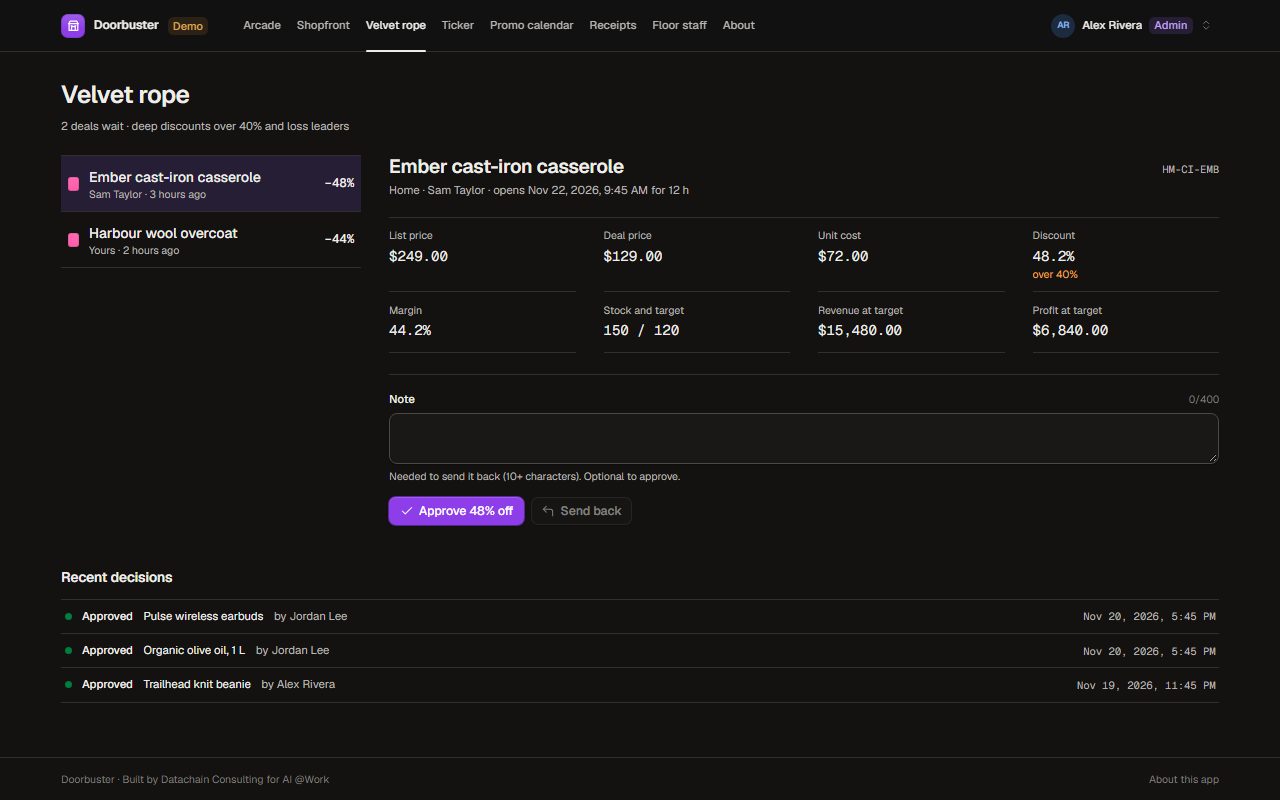 Doorbuster Demo Arcade Shopfront Velvet rope Ticker Promo calendar Receipts Floor staff About AR Alex Rivera Admin
Velvet rope
2 deals wait · deep discounts over 40% and loss leaders
Ember cast-iron casserole −48%
Sam Taylor · 3 hours ago
Harbour wool overcoat −44%
Yours · 2 hours ago
Ember cast-iron casserole HM-CI-EMB
Home · Sam Taylor · opens Nov 22, 2026, 9:45 AM for 12 h
List price Deal price Unit cost Discount
$249.00 $129.00 $72.00 48.2%
over 40%
Margin Stock and target Revenue at target Profit at target
44.2% 150 / 120 $15,480.00 $6,840.00
Note 0/400
Needed to send it back (10+ characters). Optional to approve.
Approve 48% off Send back
Recent decisions
Approved Pulse wireless earbuds by Jordan Lee Nov 20, 2026, 5:45 PM
Approved Organic olive oil, 1 L by Jordan Lee Nov 20, 2026, 5:45 PM
Approved Trailhead knit beanie by Alex Rivera Nov 19, 2026, 11:45 PM
Doorbuster · Built by Datachain Consulting for AI @Work About this app